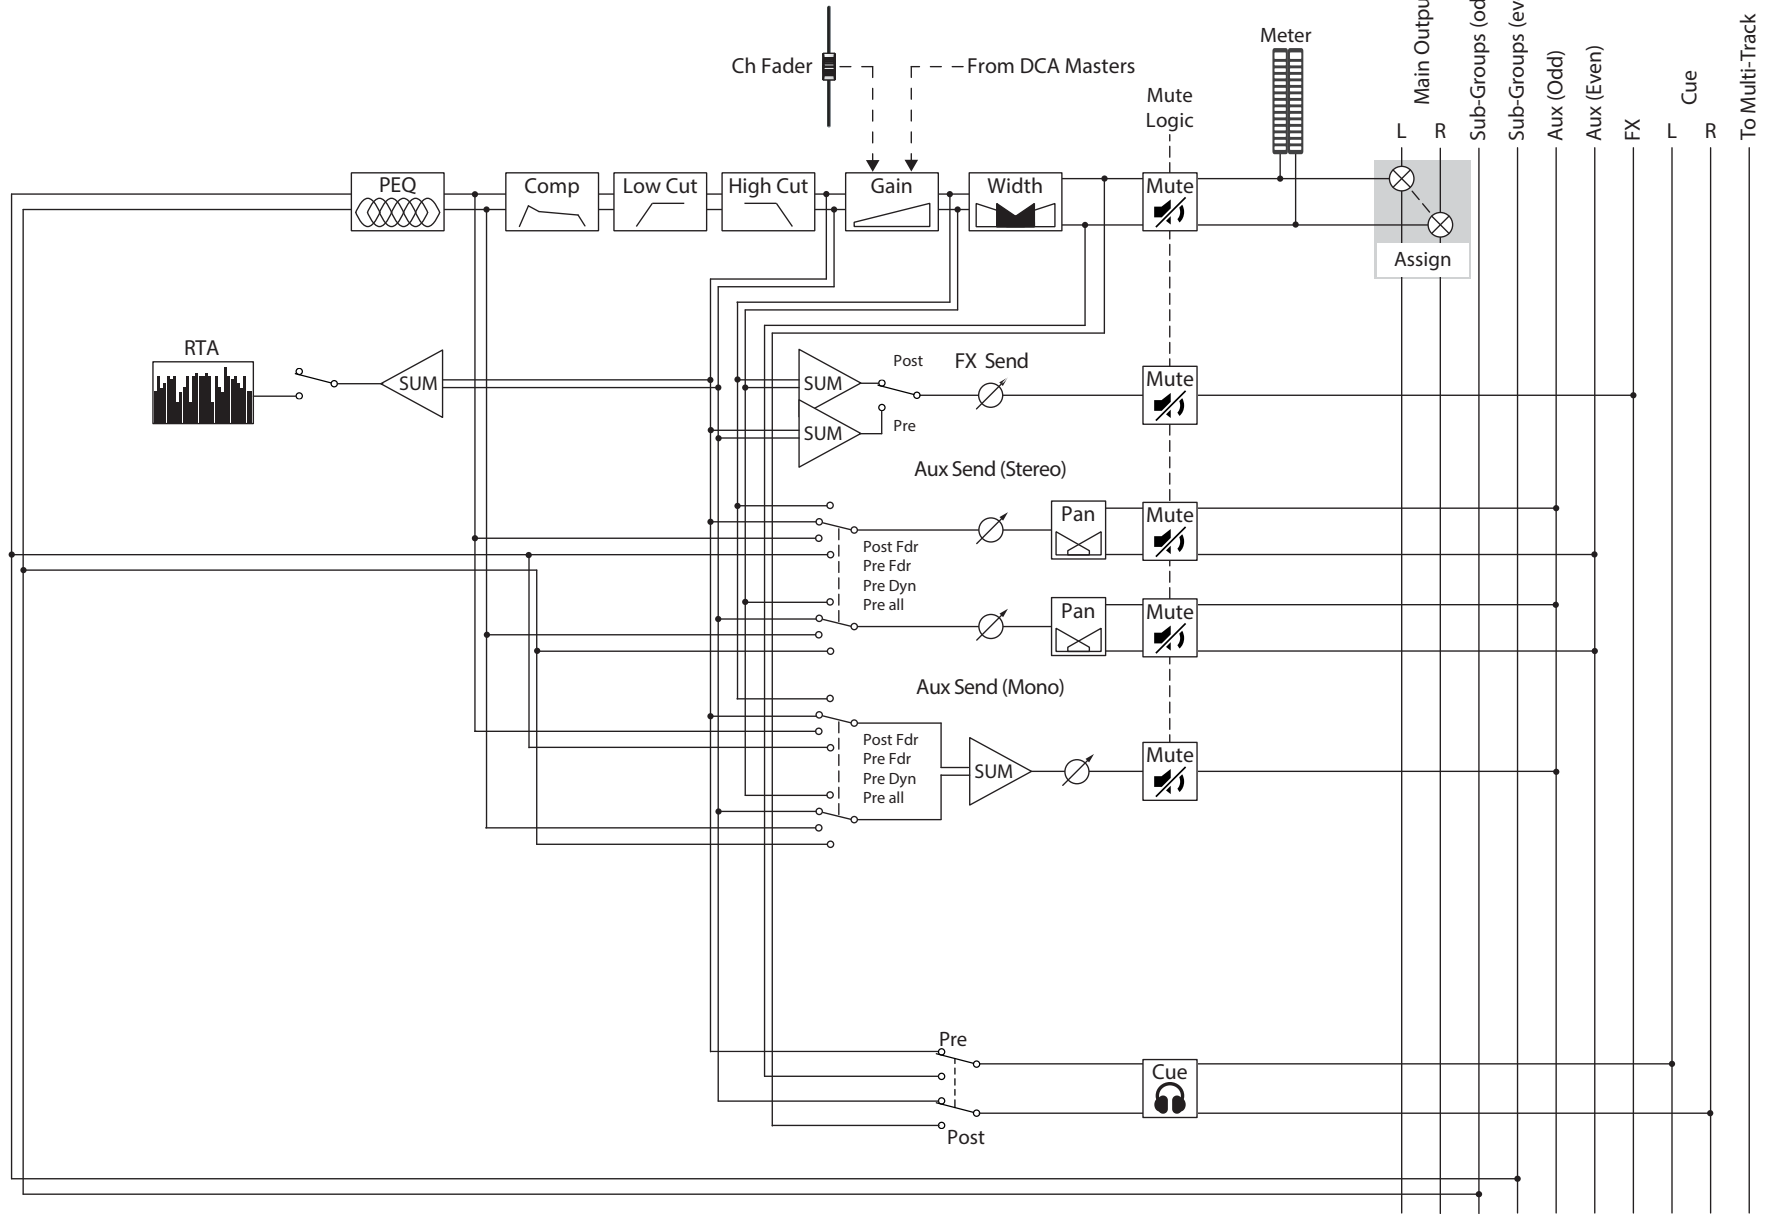 Main Outpu
Sub-Groups (od
Sub-Groups (ev
Aux (Odd)
Aux (Even)
FX
Cue
To Multi-Track
L
R
L
R
Meter
Ch Fader
From DCA Masters
Mute
Logic
PEQ
Comp
Low Cut
High Cut
Gain
Width
Mute
Assign
RTA
SUM
SUM
SUM
Post
Pre
FX Send
Mute
Aux Send (Stereo)
Post Fdr
Pre Fdr
Pre Dyn
Pre all
Pan
Mute
Pan
Mute
Aux Send (Mono)
Post Fdr
Pre Fdr
Pre Dyn
Pre all
SUM
Mute
Pre
Cue
Post